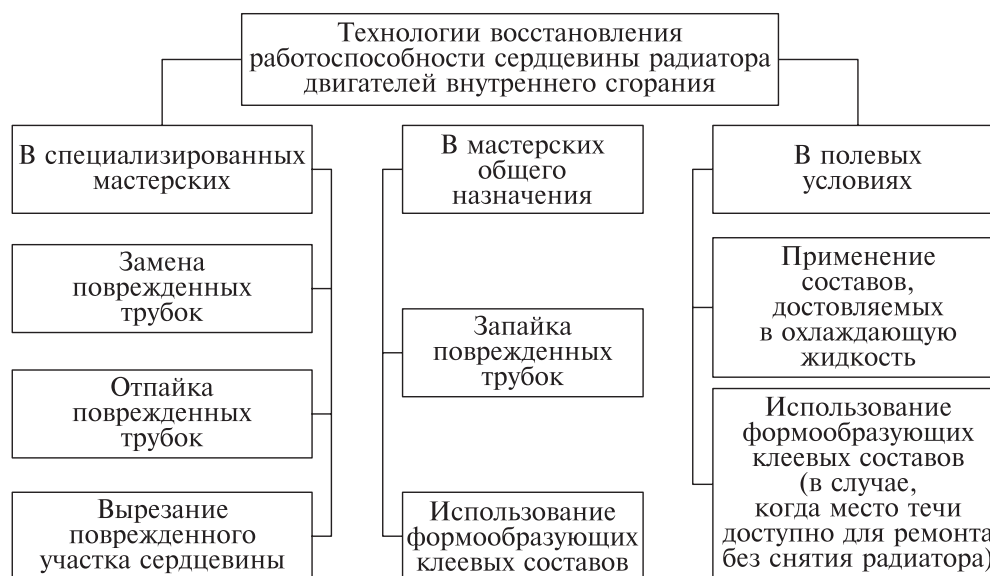 Технологии восстановления
работоспособности сердцевины радиатора
двигателей внутреннего сгорания
В специализированных
мастерских
Замена
поврежденных
трубок
Отпайка
поврежденных
трубок
Вырезание
поврежденного
участка сердцевины
В мастерских
общего
назначения
Запайка
поврежденных
трубок
Использование
формообразующих
клеевых составов
В полевых
условиях
Применение
составов,
достовляемых
в охлаждающую
жидкость
Использование
формообразующих
клеевых составов
(в случае,
когда место течи
доступно для ремонта
без снятия радиатора)